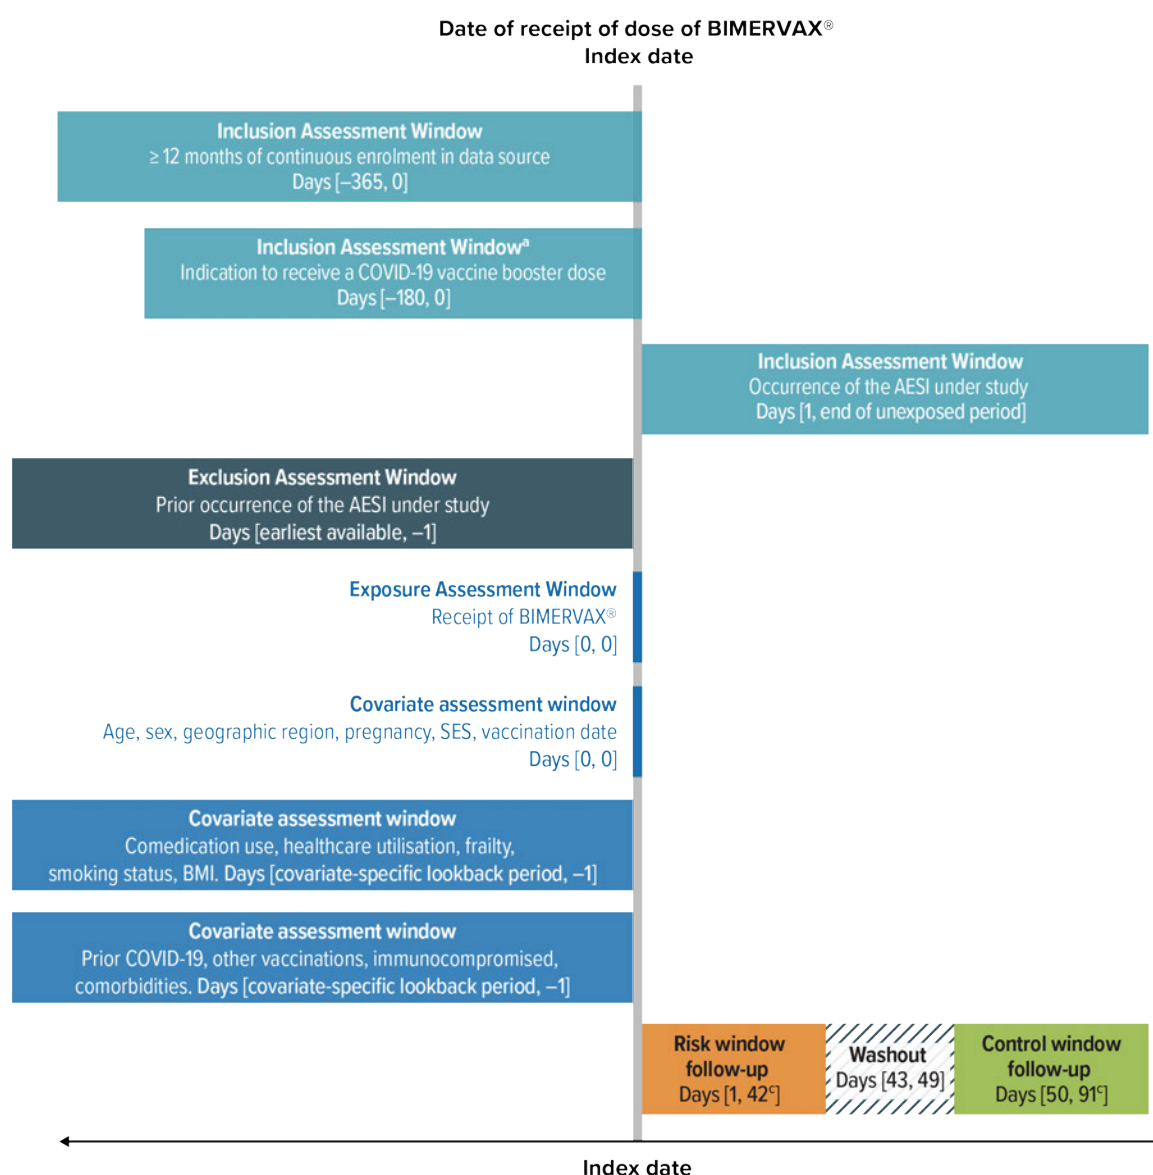 Date of receipt of dose of BIMERVAX®
Index date
Inclusion Assessment Window
≥ 12 months of continuous enrolment in data source
Days [–365, 0]
Inclusion Assessment Windowᵃ
Indication to receive a COVID-19 vaccine booster dose
Days [–180, 0]
Inclusion Assessment Window
Occurrence of the AESI under study
Days [1, end of unexposed period]
Exclusion Assessment Window
Prior occurrence of the AESI under study
Days [earliest available, –1]
Exposure Assessment Window
Receipt of BIMERVAX®
Days [0, 0]
Covariate assessment window
Age, sex, geographic region, pregnancy, SES, vaccination date
Days [0, 0]
Covariate assessment window
Comedication use, healthcare utilisation, frailty,
smoking status, BMI. Days [covariate-specific lookback period, –1]
Covariate assessment window
Prior COVID-19, other vaccinations, immunocompromised,
comorbidities. Days [covariate-specific lookback period, –1]
Risk window
follow-up
Days [1, 42ᶜ]
Washout
Days [43, 49]
Control window
follow-up
Days [50, 91ᶜ]
Index date